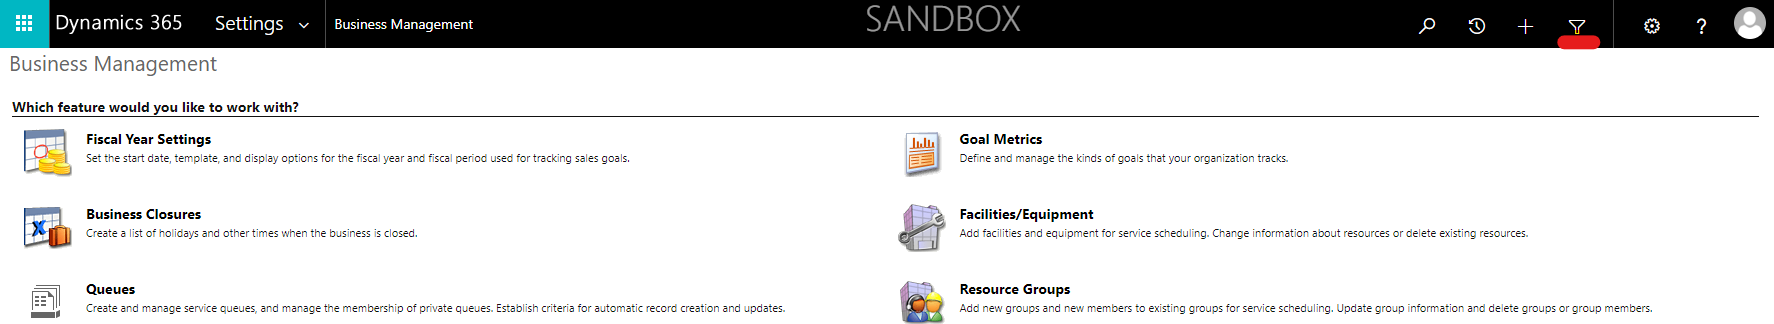 Dynamics 365 Settings Business Management SANDBOX ?
Business Management
Which feature would you like to work with?
Fiscal Year Settings
Set the start date, template, and display options for the fiscal year and fiscal period used for tracking sales goals.
Goal Metrics
Define and manage the kinds of goals that your organization tracks.
Business Closures
Create a list of holidays and other times when the business is closed.
Facilities/Equipment
Add facilities and equipment for service scheduling. Change information about resources or delete existing resources.
Queues
Create and manage service queues, and manage the membership of private queues. Establish criteria for automatic record creation and updates.
Resource Groups
Add new groups and new members to existing groups for service scheduling. Update group information and delete groups or group members.